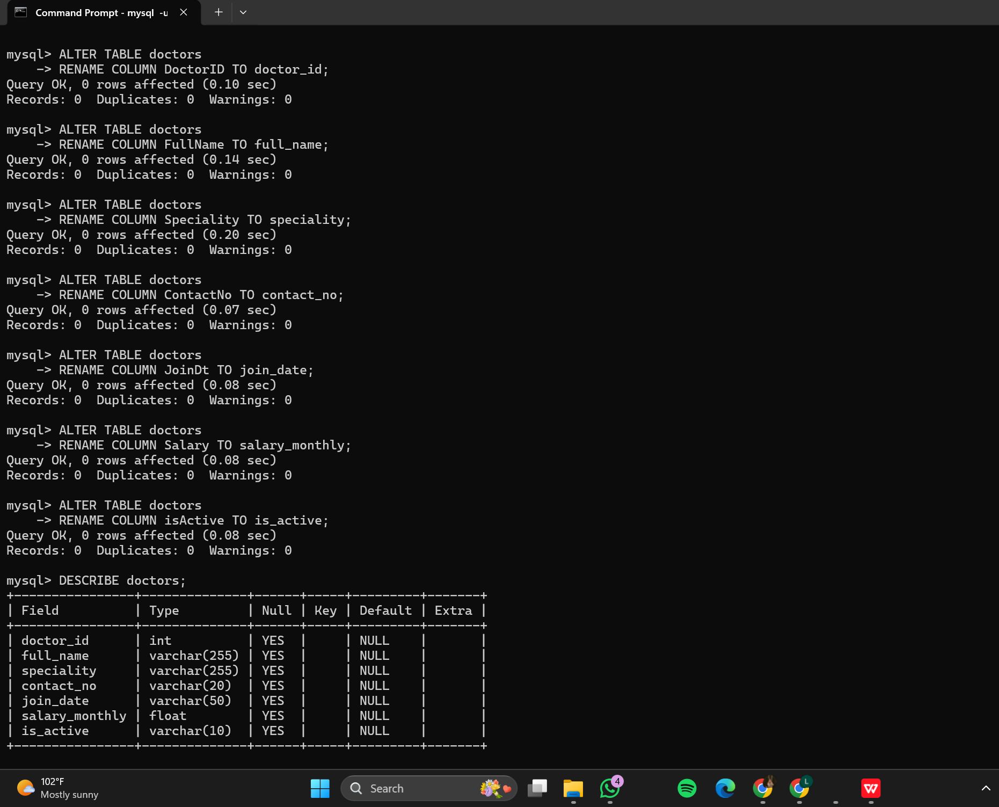 Command Prompt - mysql -u
mysql> ALTER TABLE doctors
    -> RENAME COLUMN DoctorID TO doctor_id;
Query OK, 0 rows affected (0.10 sec)
Records: 0  Duplicates: 0  Warnings: 0
mysql> ALTER TABLE doctors
    -> RENAME COLUMN FullName TO full_name;
Query OK, 0 rows affected (0.14 sec)
Records: 0  Duplicates: 0  Warnings: 0
mysql> ALTER TABLE doctors
    -> RENAME COLUMN Speciality TO speciality;
Query OK, 0 rows affected (0.20 sec)
Records: 0  Duplicates: 0  Warnings: 0
mysql> ALTER TABLE doctors
    -> RENAME COLUMN ContactNo TO contact_no;
Query OK, 0 rows affected (0.07 sec)
Records: 0  Duplicates: 0  Warnings: 0
mysql> ALTER TABLE doctors
    -> RENAME COLUMN JoinDt TO join_date;
Query OK, 0 rows affected (0.08 sec)
Records: 0  Duplicates: 0  Warnings: 0
mysql> ALTER TABLE doctors
    -> RENAME COLUMN Salary TO salary_monthly;
Query OK, 0 rows affected (0.08 sec)
Records: 0  Duplicates: 0  Warnings: 0
mysql> ALTER TABLE doctors
    -> RENAME COLUMN isActive TO is_active;
Query OK, 0 rows affected (0.08 sec)
Records: 0  Duplicates: 0  Warnings: 0
mysql> DESCRIBE doctors;
+----------------+--------------+------+-----+---------+-------+
| Field          | Type         | Null | Key | Default | Extra |
+----------------+--------------+------+-----+---------+-------+
| doctor_id      | int          | YES  |     | NULL    |       |
| full_name      | varchar(255) | YES  |     | NULL    |       |
| speciality     | varchar(255) | YES  |     | NULL    |       |
| contact_no     | varchar(20)  | YES  |     | NULL    |       |
| join_date      | varchar(50)  | YES  |     | NULL    |       |
| salary_monthly | float        | YES  |     | NULL    |       |
| is_active      | varchar(10)  | YES  |     | NULL    |       |
+----------------+--------------+------+-----+---------+-------+
102°F
Mostly sunny
Search
4
L
W